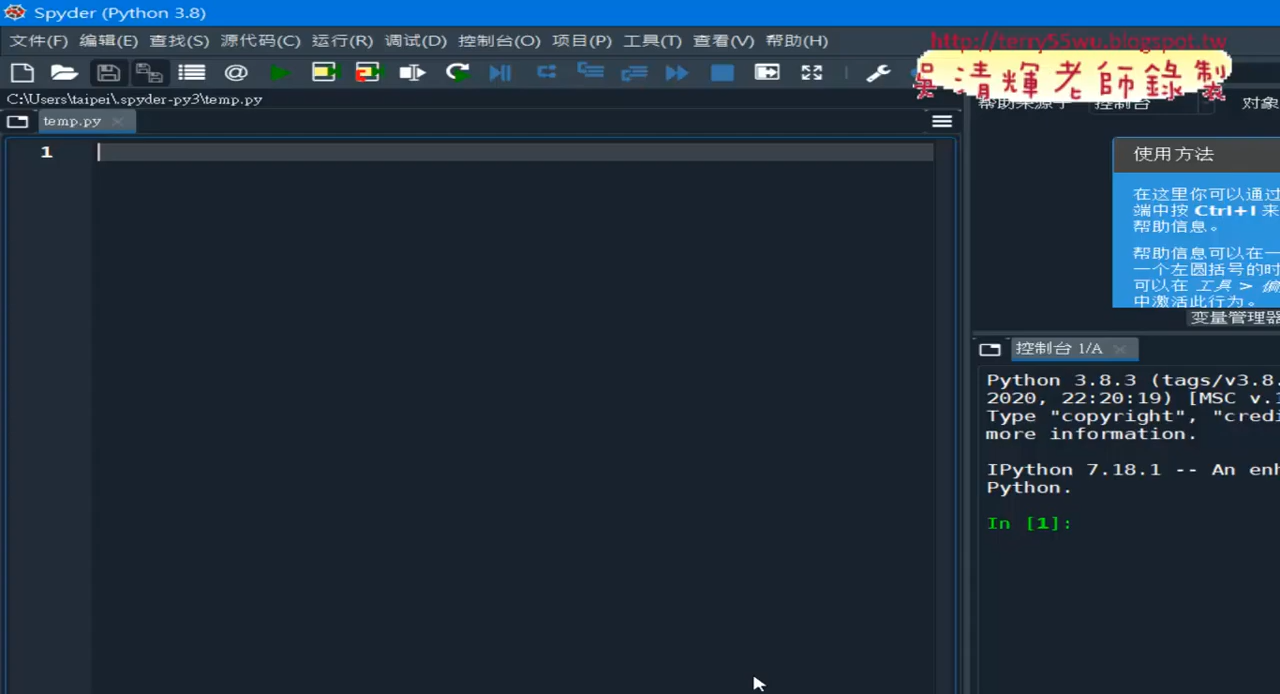 Spyder (Python 3.8)
文件(F) 编辑(E) 查找(S) 源代码(C) 运行(R) 调试(D) 控制台(O) 项目(P) 工具(T) 查看(V) 帮助(H)
http://terry55wu.blogspot.tw
吴清輝老師錄製
C:\Users\taipei\.spyder-py3\temp.py
帮助来源于 控制台 对象
temp.py
1
使用方法
在这里你可以通过
端中按 Ctrl+I 来
帮助信息。
帮助信息可以在一
一个左圆括号的时
可以在 工具 > 偏
中激活此行为。
变量管理器
控制台 1/A
Python 3.8.3 (tags/v3.8.
2020, 22:20:19) [MSC v.1
Type "copyright", "credi
more information.
IPython 7.18.1 -- An enh
Python.
In [1]: